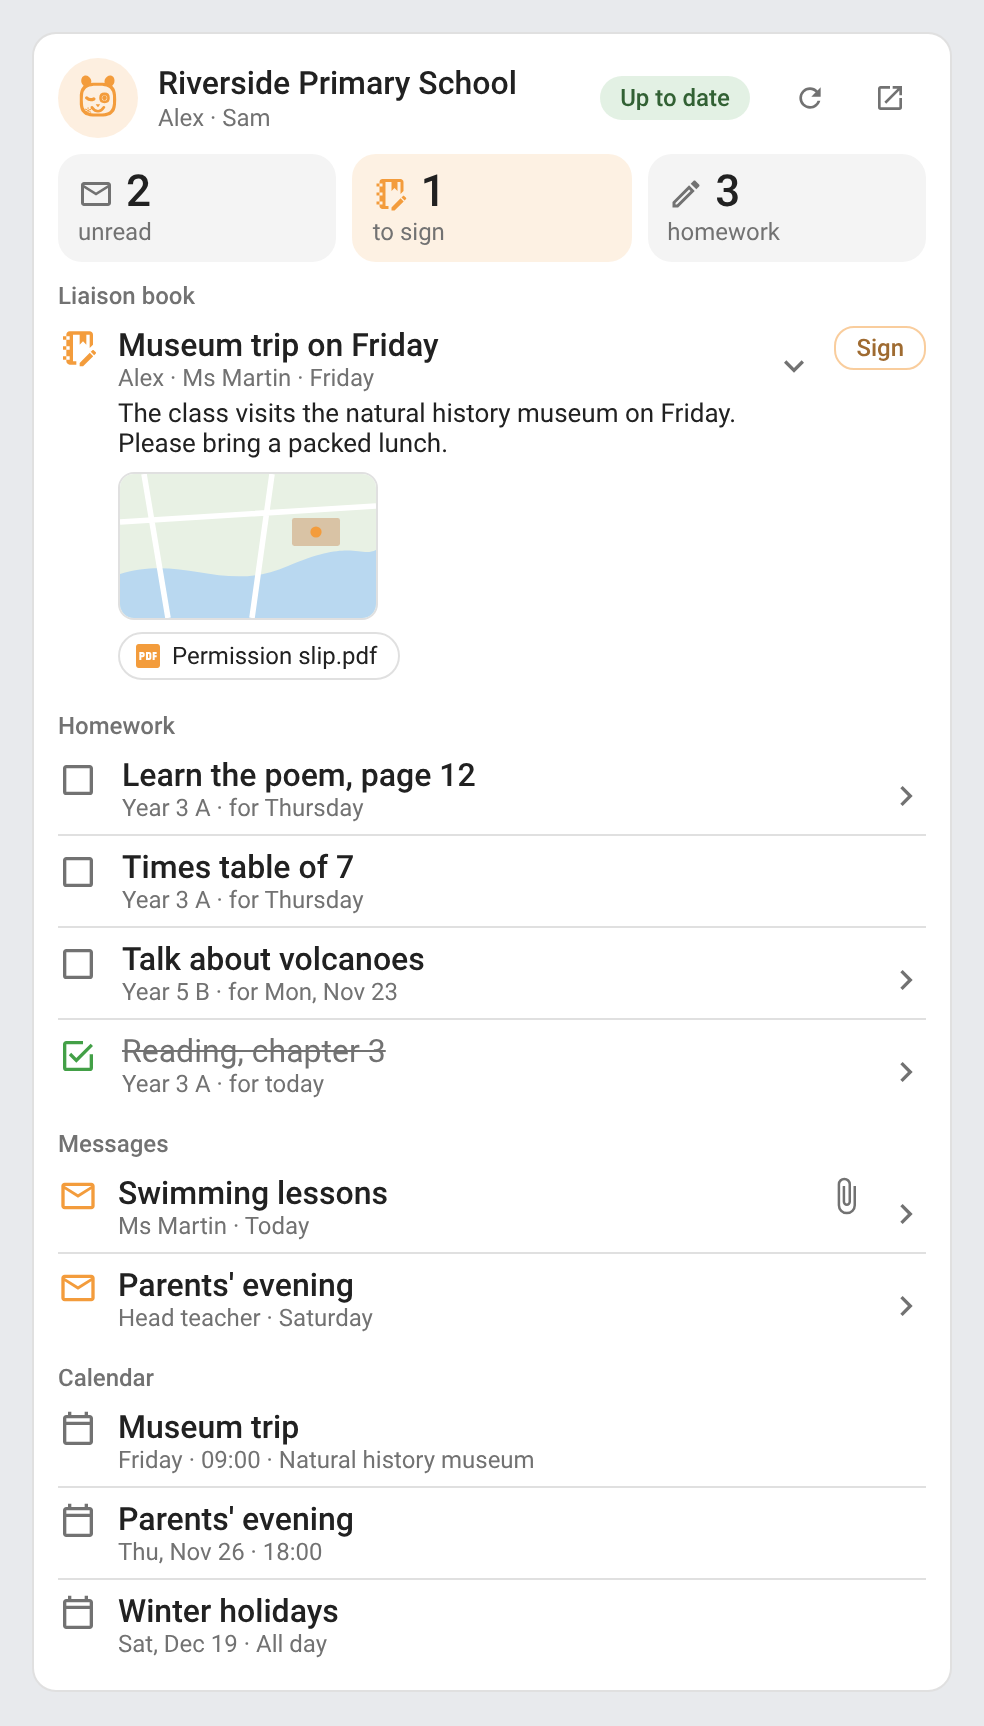 Riverside Primary School
Alex · Sam
Up to date
2
unread
1
to sign
3
homework
Liaison book
Museum trip on Friday
Alex · Ms Martin · Friday
Sign
The class visits the natural history museum on Friday.
Please bring a packed lunch.
PDF
Permission slip.pdf
Homework
Learn the poem, page 12
Year 3 A · for Thursday
Times table of 7
Year 3 A · for Thursday
Talk about volcanoes
Year 5 B · for Mon, Nov 23
Reading, chapter 3
Year 3 A · for today
Messages
Swimming lessons
Ms Martin · Today
Parents' evening
Head teacher · Saturday
Calendar
Museum trip
Friday · 09:00 · Natural history museum
Parents' evening
Thu, Nov 26 · 18:00
Winter holidays
Sat, Dec 19 · All day